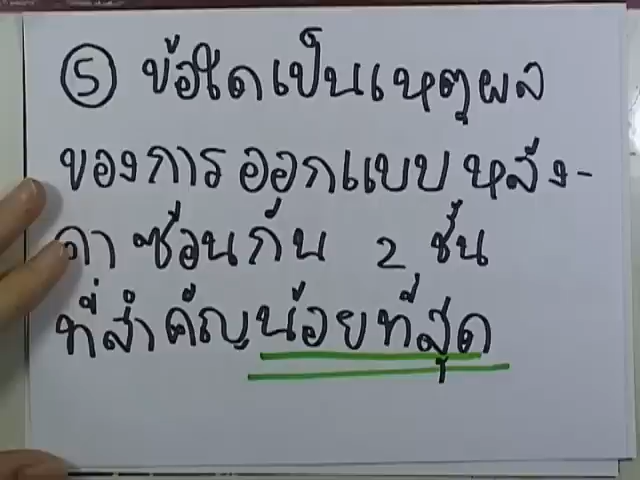 ⑤ ข้อใดเป็นเหตุผล
ของการออกแบบหลัง-
คาซ้อนกัน 2 ชั้น
ที่สำคัญน้อยที่สุด